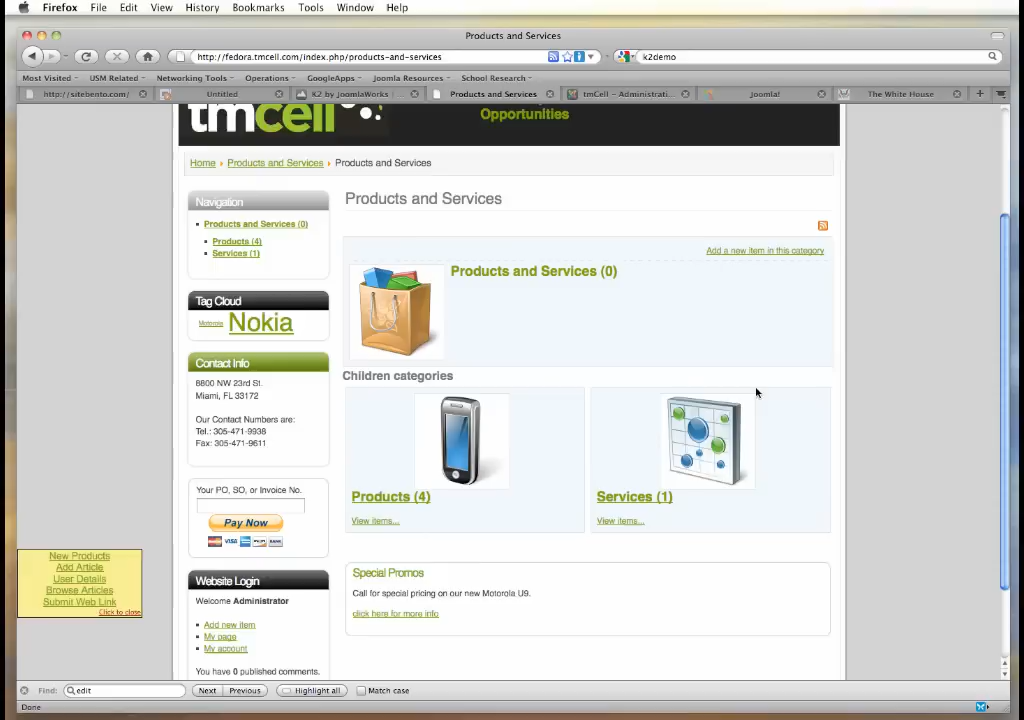 Firefox File Edit View History Bookmarks Tools Window Help
Products and Services
http://fedora.tmcell.com/index.php/products-and-services
k2demo
Most Visited USM Related Networking Tools Operations GoogleApps Joomla Resources School Research
http://sitebento.com/ Untitled K2 by JoomlaWorks | ... Products and Services tmCell - Administrati... Joomla! The White House
tmcell
Opportunities
Home Products and Services Products and Services
Navigation
Products and Services (0)
Products (4)
Services (1)
Tag Cloud
Motorola Nokia
Contact Info
8800 NW 23rd St.
Miami, FL 33172
Our Contact Numbers are:
Tel.: 305-471-9938
Fax: 305-471-9611
Your PO, SO, or Invoice No.
Pay Now
VISA
BANK
Website Login
Welcome Administrator
Add new item
My page
My account
You have 0 published comments.
Products and Services
Add a new item in this category
Products and Services (0)
Children categories
Products (4)
View items...
Services (1)
View items...
Special Promos
Call for special pricing on our new Motorola U9.
click here for more info
New Products
Add Article
User Details
Browse Articles
Submit Web Link
Click to close
Find: edit Next Previous Highlight all Match case
Done